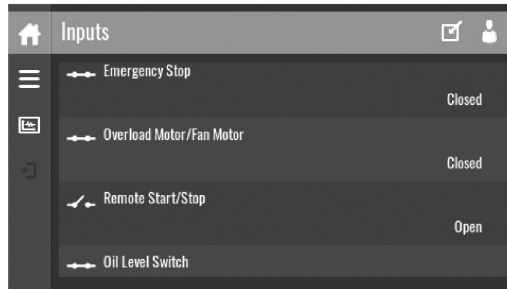 Inputs
Emergency Stop
Closed
Overload Motor/Fan Motor
Closed
Remote Start/Stop
Open
Oil Level Switch